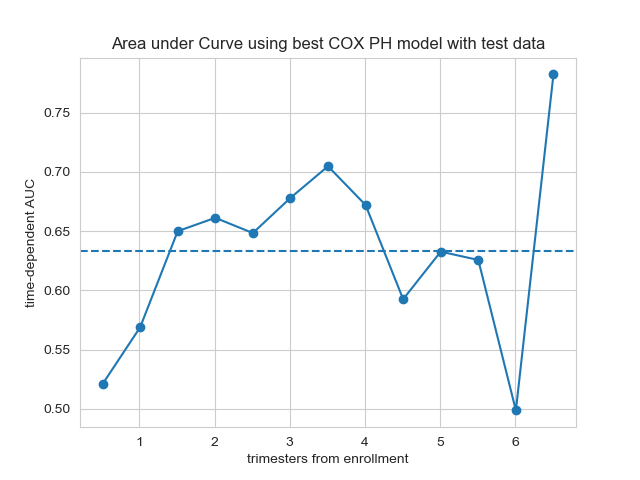 Area under Curve using best COX PH model with test data
time-dependent AUC
0.75
0.70
0.65
0.60
0.55
0.50
1 2 3 4 5 6
trimesters from enrollment